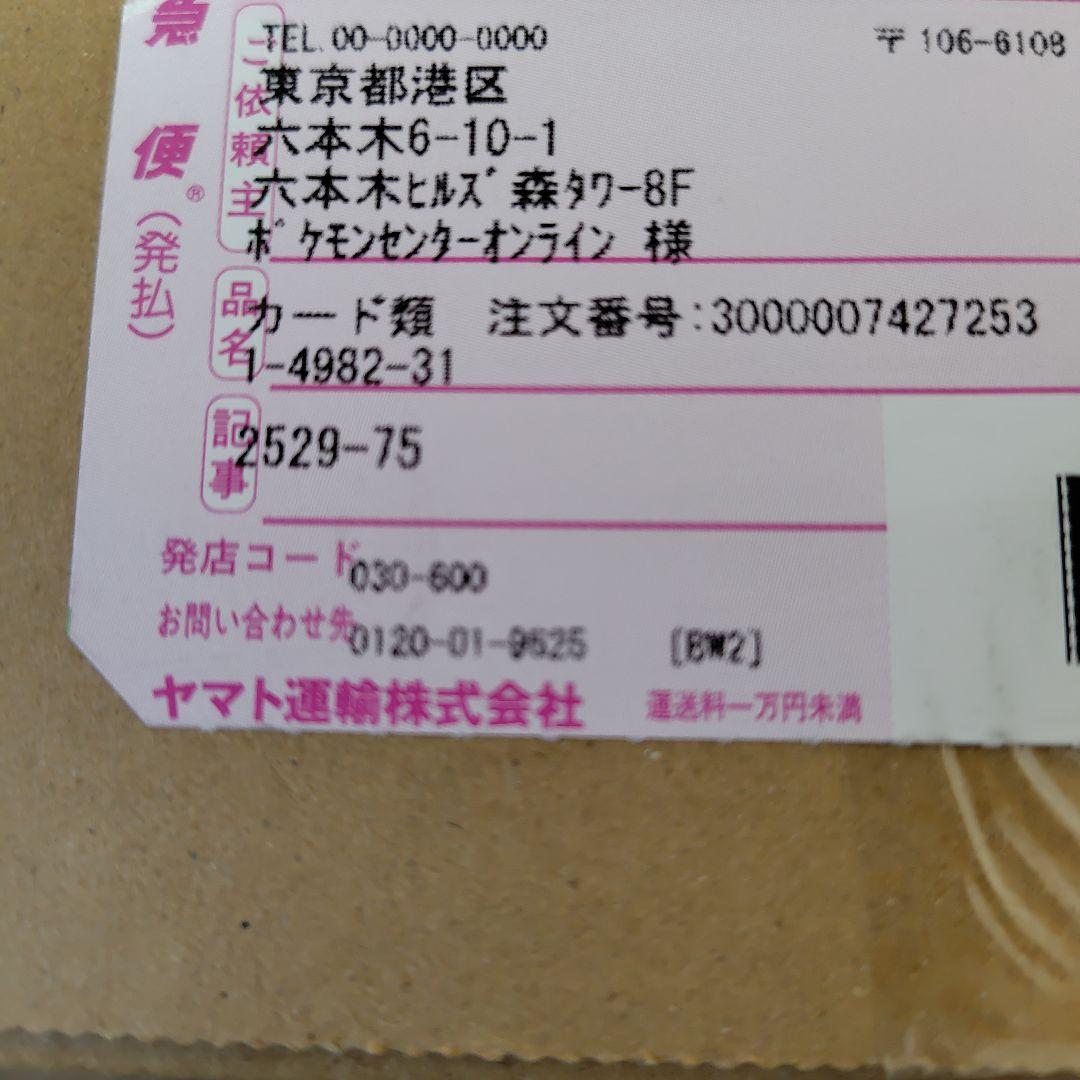 急便®(発払)
ご依頼主
TEL.00-0000-0000 〒106-6108
東京都港区
六本木6-10-1
六本木ヒルズ森タワー8F
ポケモンセンターオンライン 様
品名
カード類 注文番号:3000007427253
1-4982-31
記事
2529-75
発店コード 030-600
お問い合わせ先 0120-01-9625 [BW2]
ヤマト運輸株式会社 運送料一万円未満